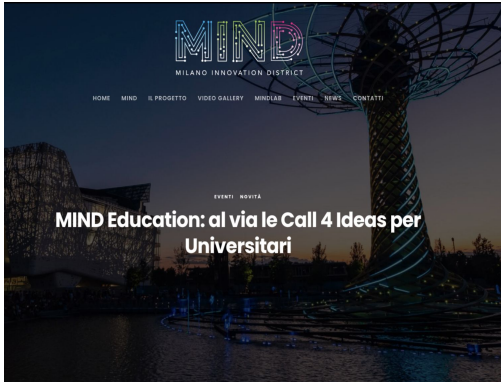 MIND
MILANO INNOVATION DISTRICT
HOME MIND IL PROGETTO VIDEO GALLERY MINDLAB EVENTI NEWS CONTATTI
EVENTI NOVITÀ
MIND Education: al via le Call 4 Ideas per
Universitari